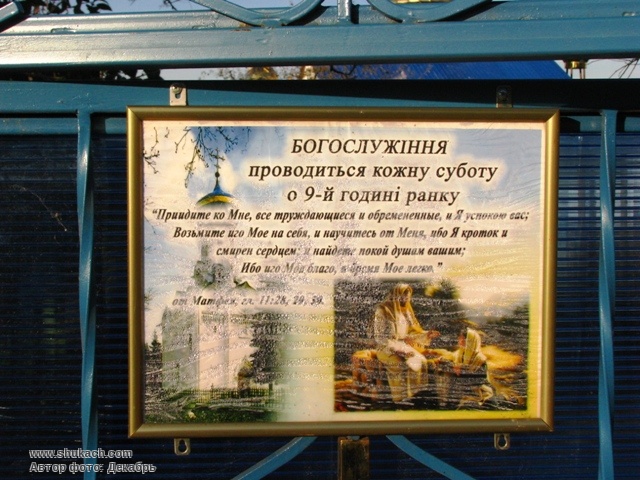 БОГОСЛУЖІННЯ
проводиться кожну суботу
о 9-й годині ранку
"Приидите ко Мне, все труждающиеся и обремененные, и Я успокою вас;
Возьмите иго Мое на себя, и научитесь от Меня, ибо Я кроток и
смирен сердцем; и найдете покой душам вашим;
Ибо иго Мое благо, и бремя Мое легко."
от Матфея, гл. 11:28, 29, 30.
www.shukach.com
Автор фото: Декабрь